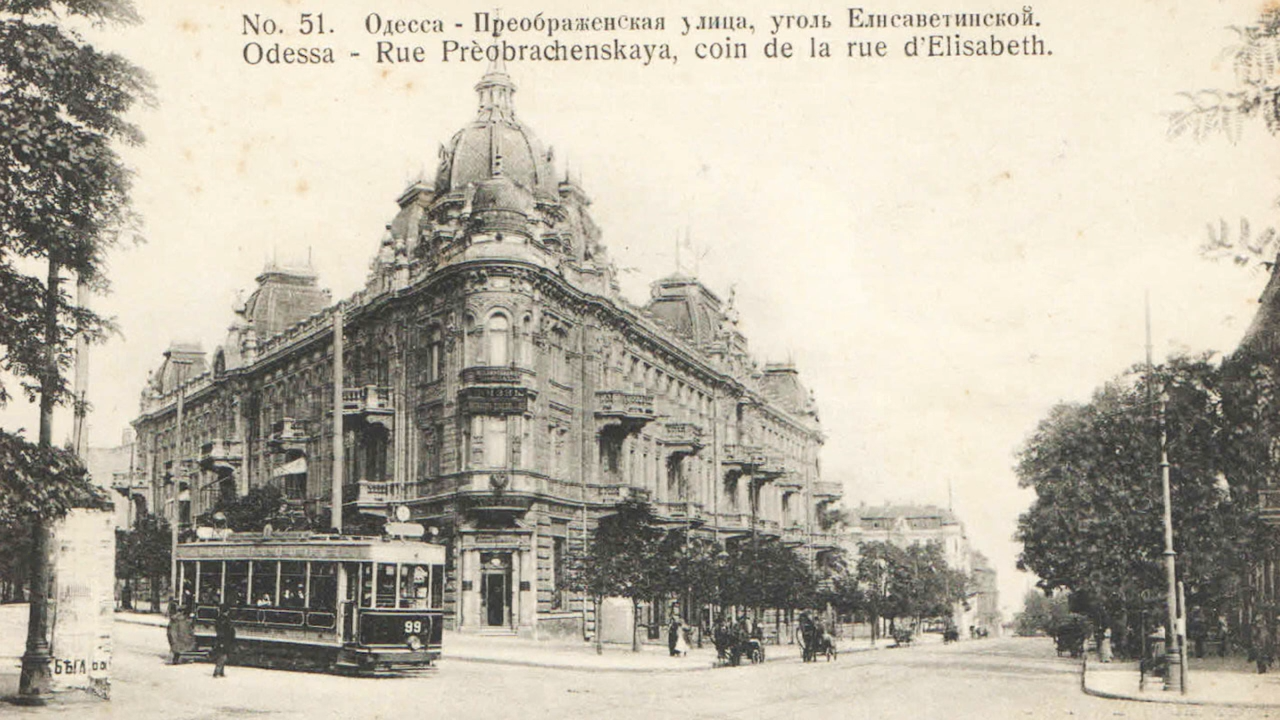 No. 51. Одесса - Преображенская улица, уголь Елисаветинской.
Odessa - Rue Prèobrachenskaya, coin de la rue d'Elisabeth.
99
БѢГА